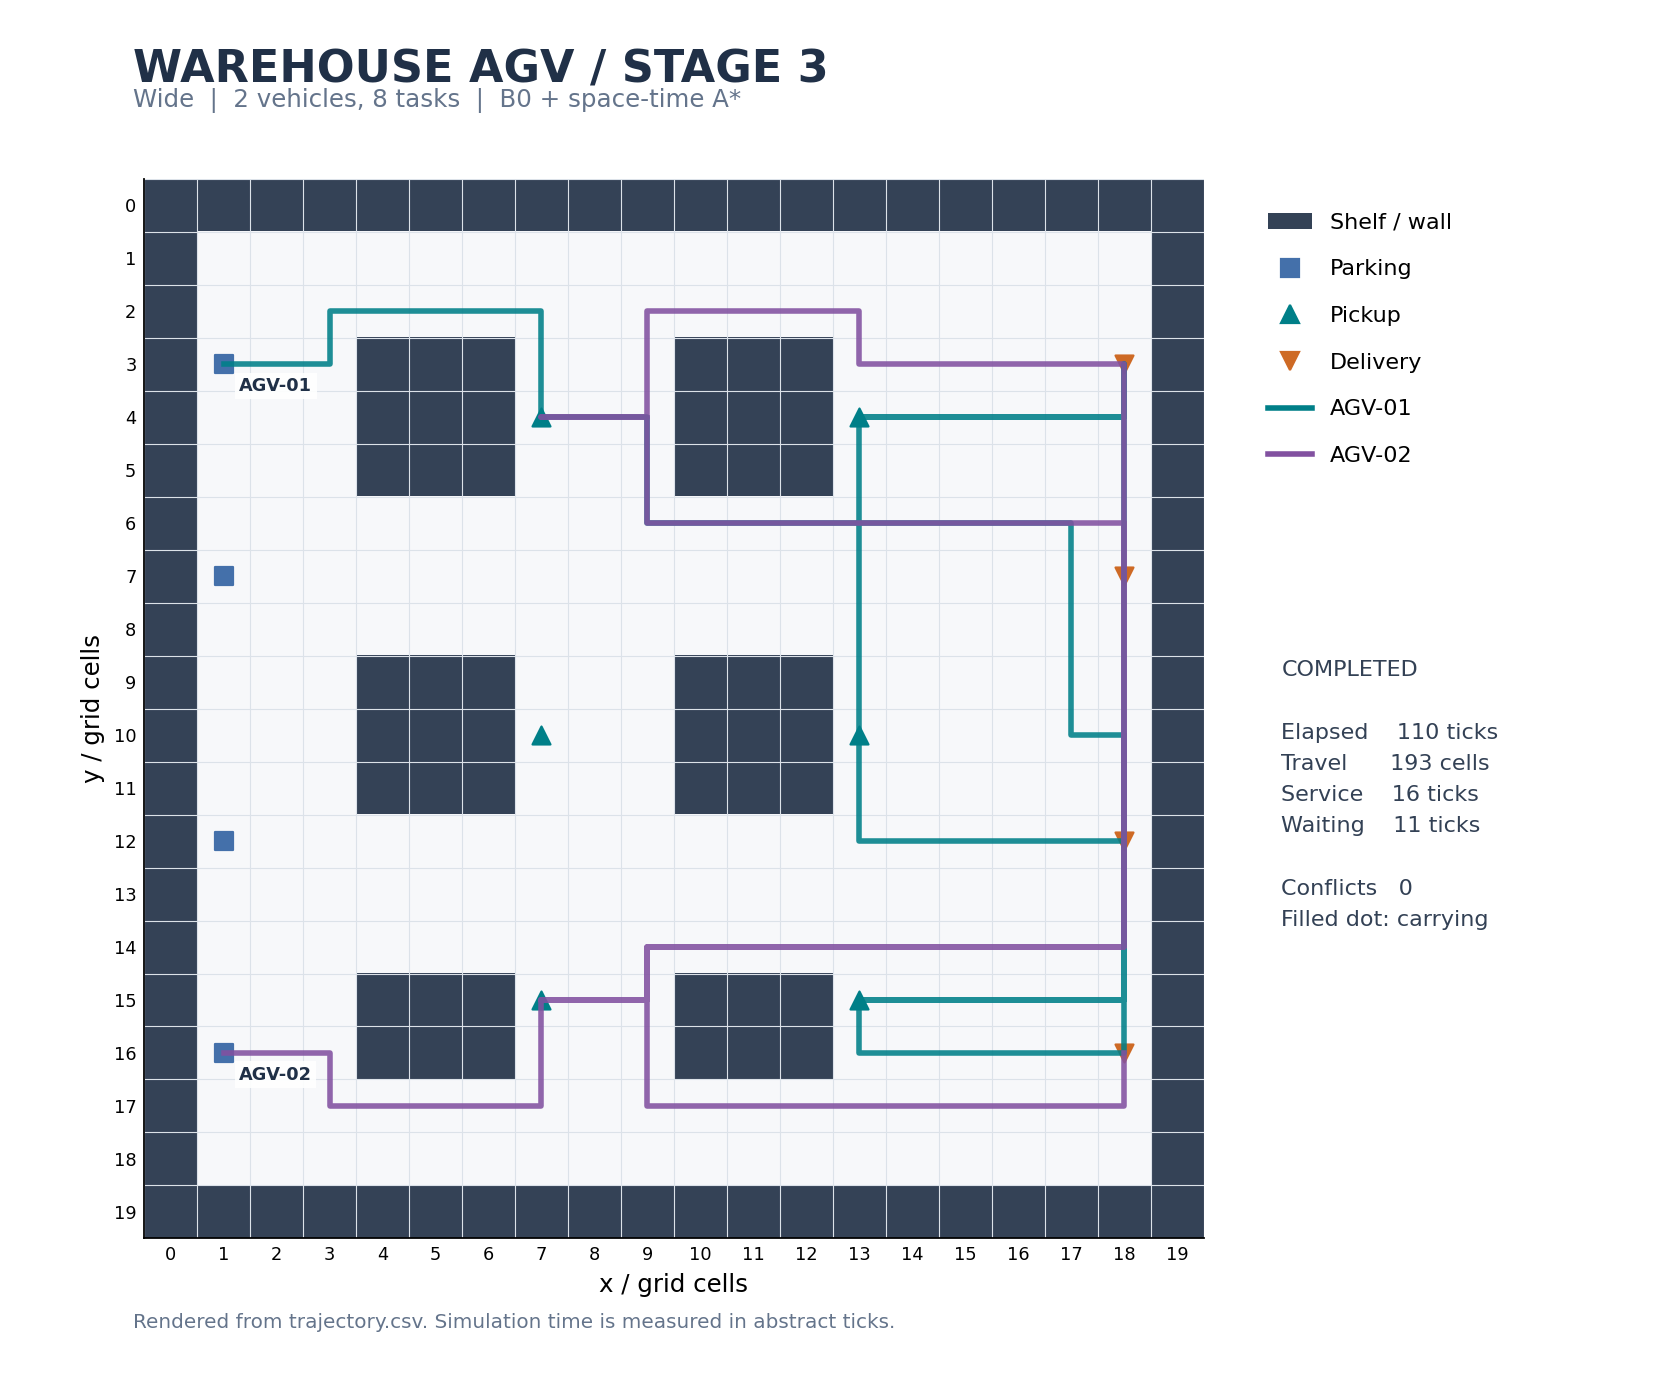 WAREHOUSE AGV / STAGE 3
Wide | 2 vehicles, 8 tasks | B0 + space-time A*
0
1
2
3
4
5
6
7
8
9
10
11
12
13
14
15
16
17
18
19
y / grid cells
AGV-01
AGV-02
0 1 2 3 4 5 6 7 8 9 10 11 12 13 14 15 16 17 18 19
x / grid cells
Shelf / wall
Parking
Pickup
Delivery
AGV-01
AGV-02
COMPLETED
Elapsed 110 ticks
Travel 193 cells
Service 16 ticks
Waiting 11 ticks
Conflicts 0
Filled dot: carrying
Rendered from trajectory.csv. Simulation time is measured in abstract ticks.